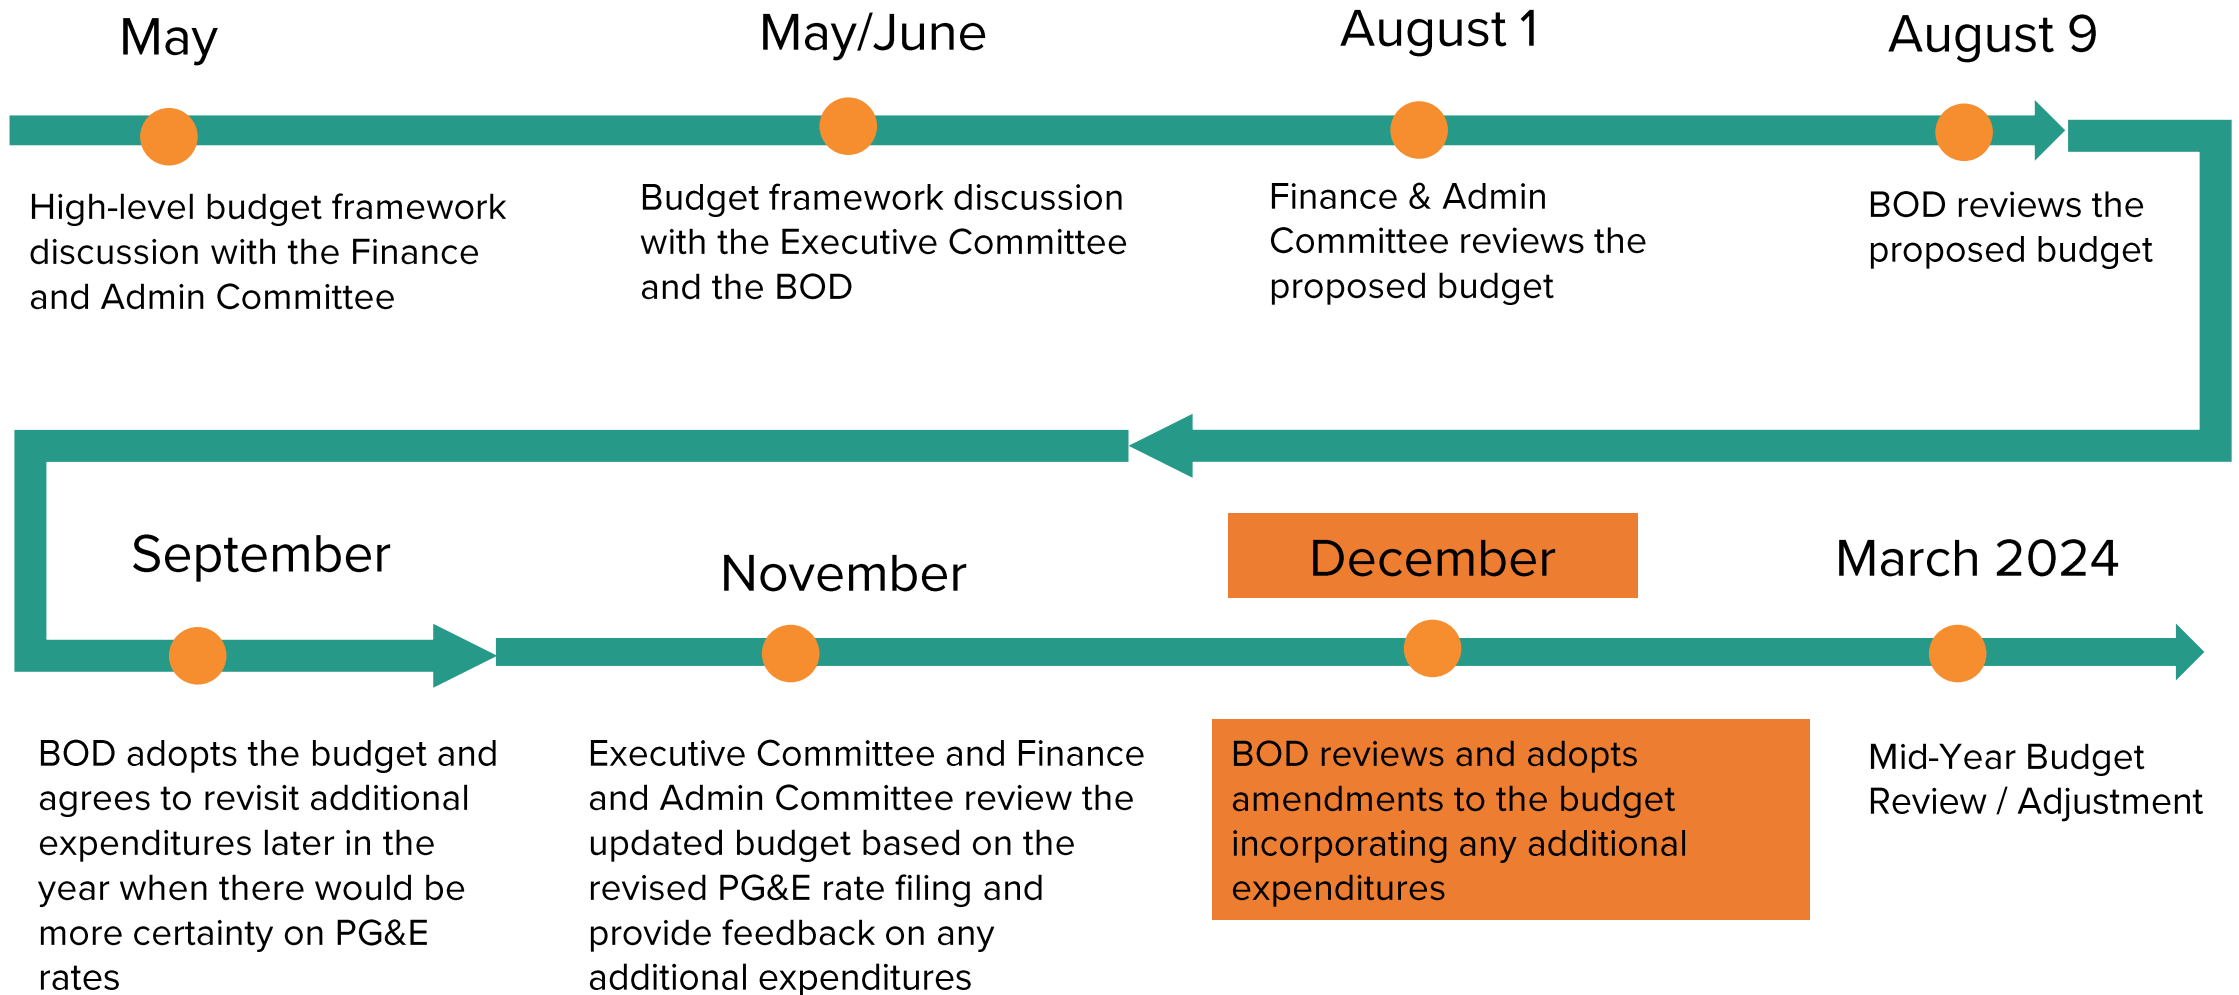 May
May/June
August 1
August 9
High-level budget framework
discussion with the Finance
and Admin Committee
Budget framework discussion
with the Executive Committee
and the BOD
Finance & Admin
Committee reviews the
proposed budget
BOD reviews the
proposed budget
September
November
December
March 2024
BOD adopts the budget and
agrees to revisit additional
expenditures later in the
year when there would be
more certainty on PG&E
rates
Executive Committee and Finance
and Admin Committee review the
updated budget based on the
revised PG&E rate filing and
provide feedback on any
additional expenditures
BOD reviews and adopts
amendments to the budget
incorporating any additional
expenditures
Mid-Year Budget
Review / Adjustment